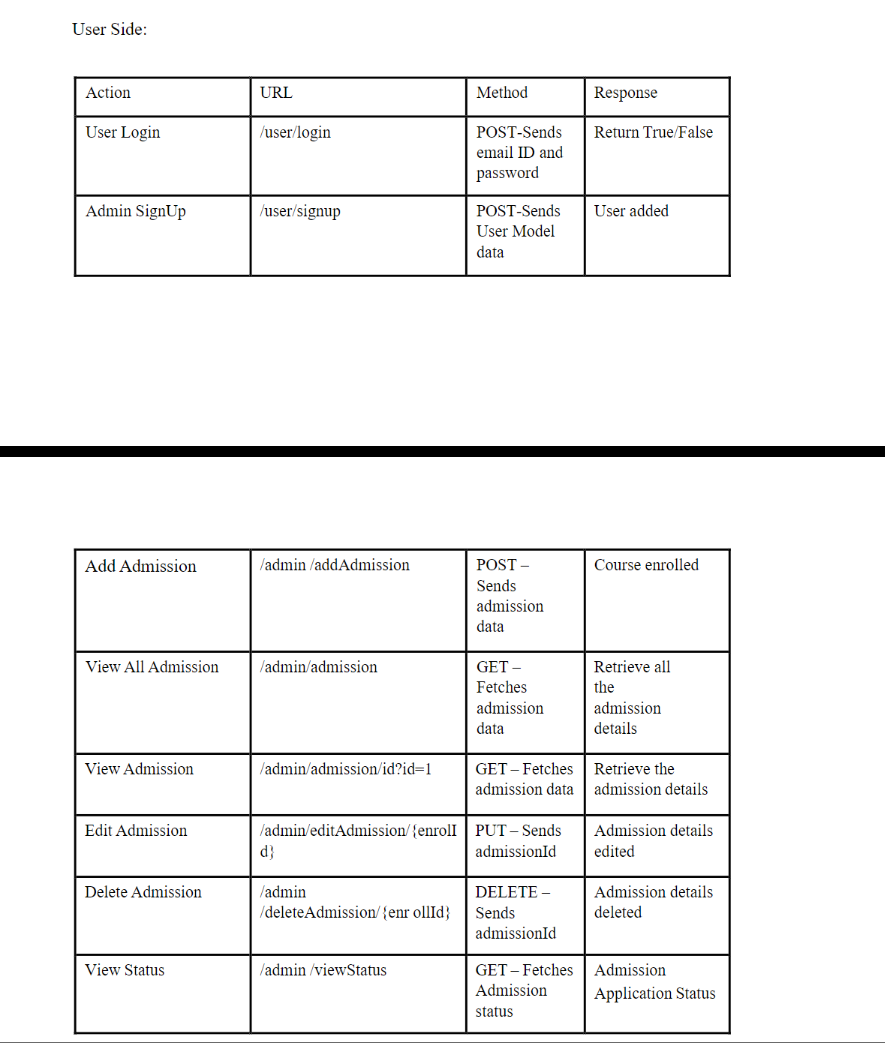 User Side:
Action URL Method Response
User Login /user/login POST-Sends Return True/False
email ID and
password
Admin SignUp /user/signup POST-Sends User added
User Model
data
Add Admission /admin /addAdmission POST – Course enrolled
Sends
admission
data
View All Admission /admin/admission GET – Retrieve all
Fetches the
admission admission
data details
View Admission /admin/admission/id?id=1 GET – Fetches Retrieve the
admission data admission details
Edit Admission /admin/editAdmission/{enrolI PUT – Sends Admission details
d} admissionId edited
Delete Admission /admin DELETE – Admission details
/deleteAdmission/{enr ollId} Sends deleted
admissionId
View Status /admin /viewStatus GET – Fetches Admission
Admission Application Status
status